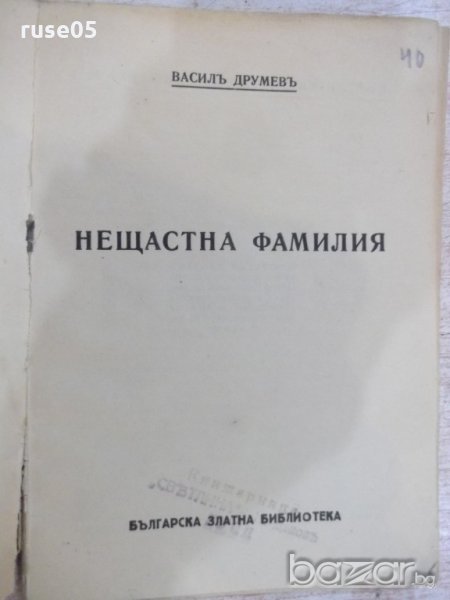 ruse05
40
ВАСИЛЪ ДРУМЕВЪ
НЕЩАСТНА ФАМИЛИЯ
БЪЛГАРСКА ЗЛАТНА БИБЛИОТЕКА
bazar.bg